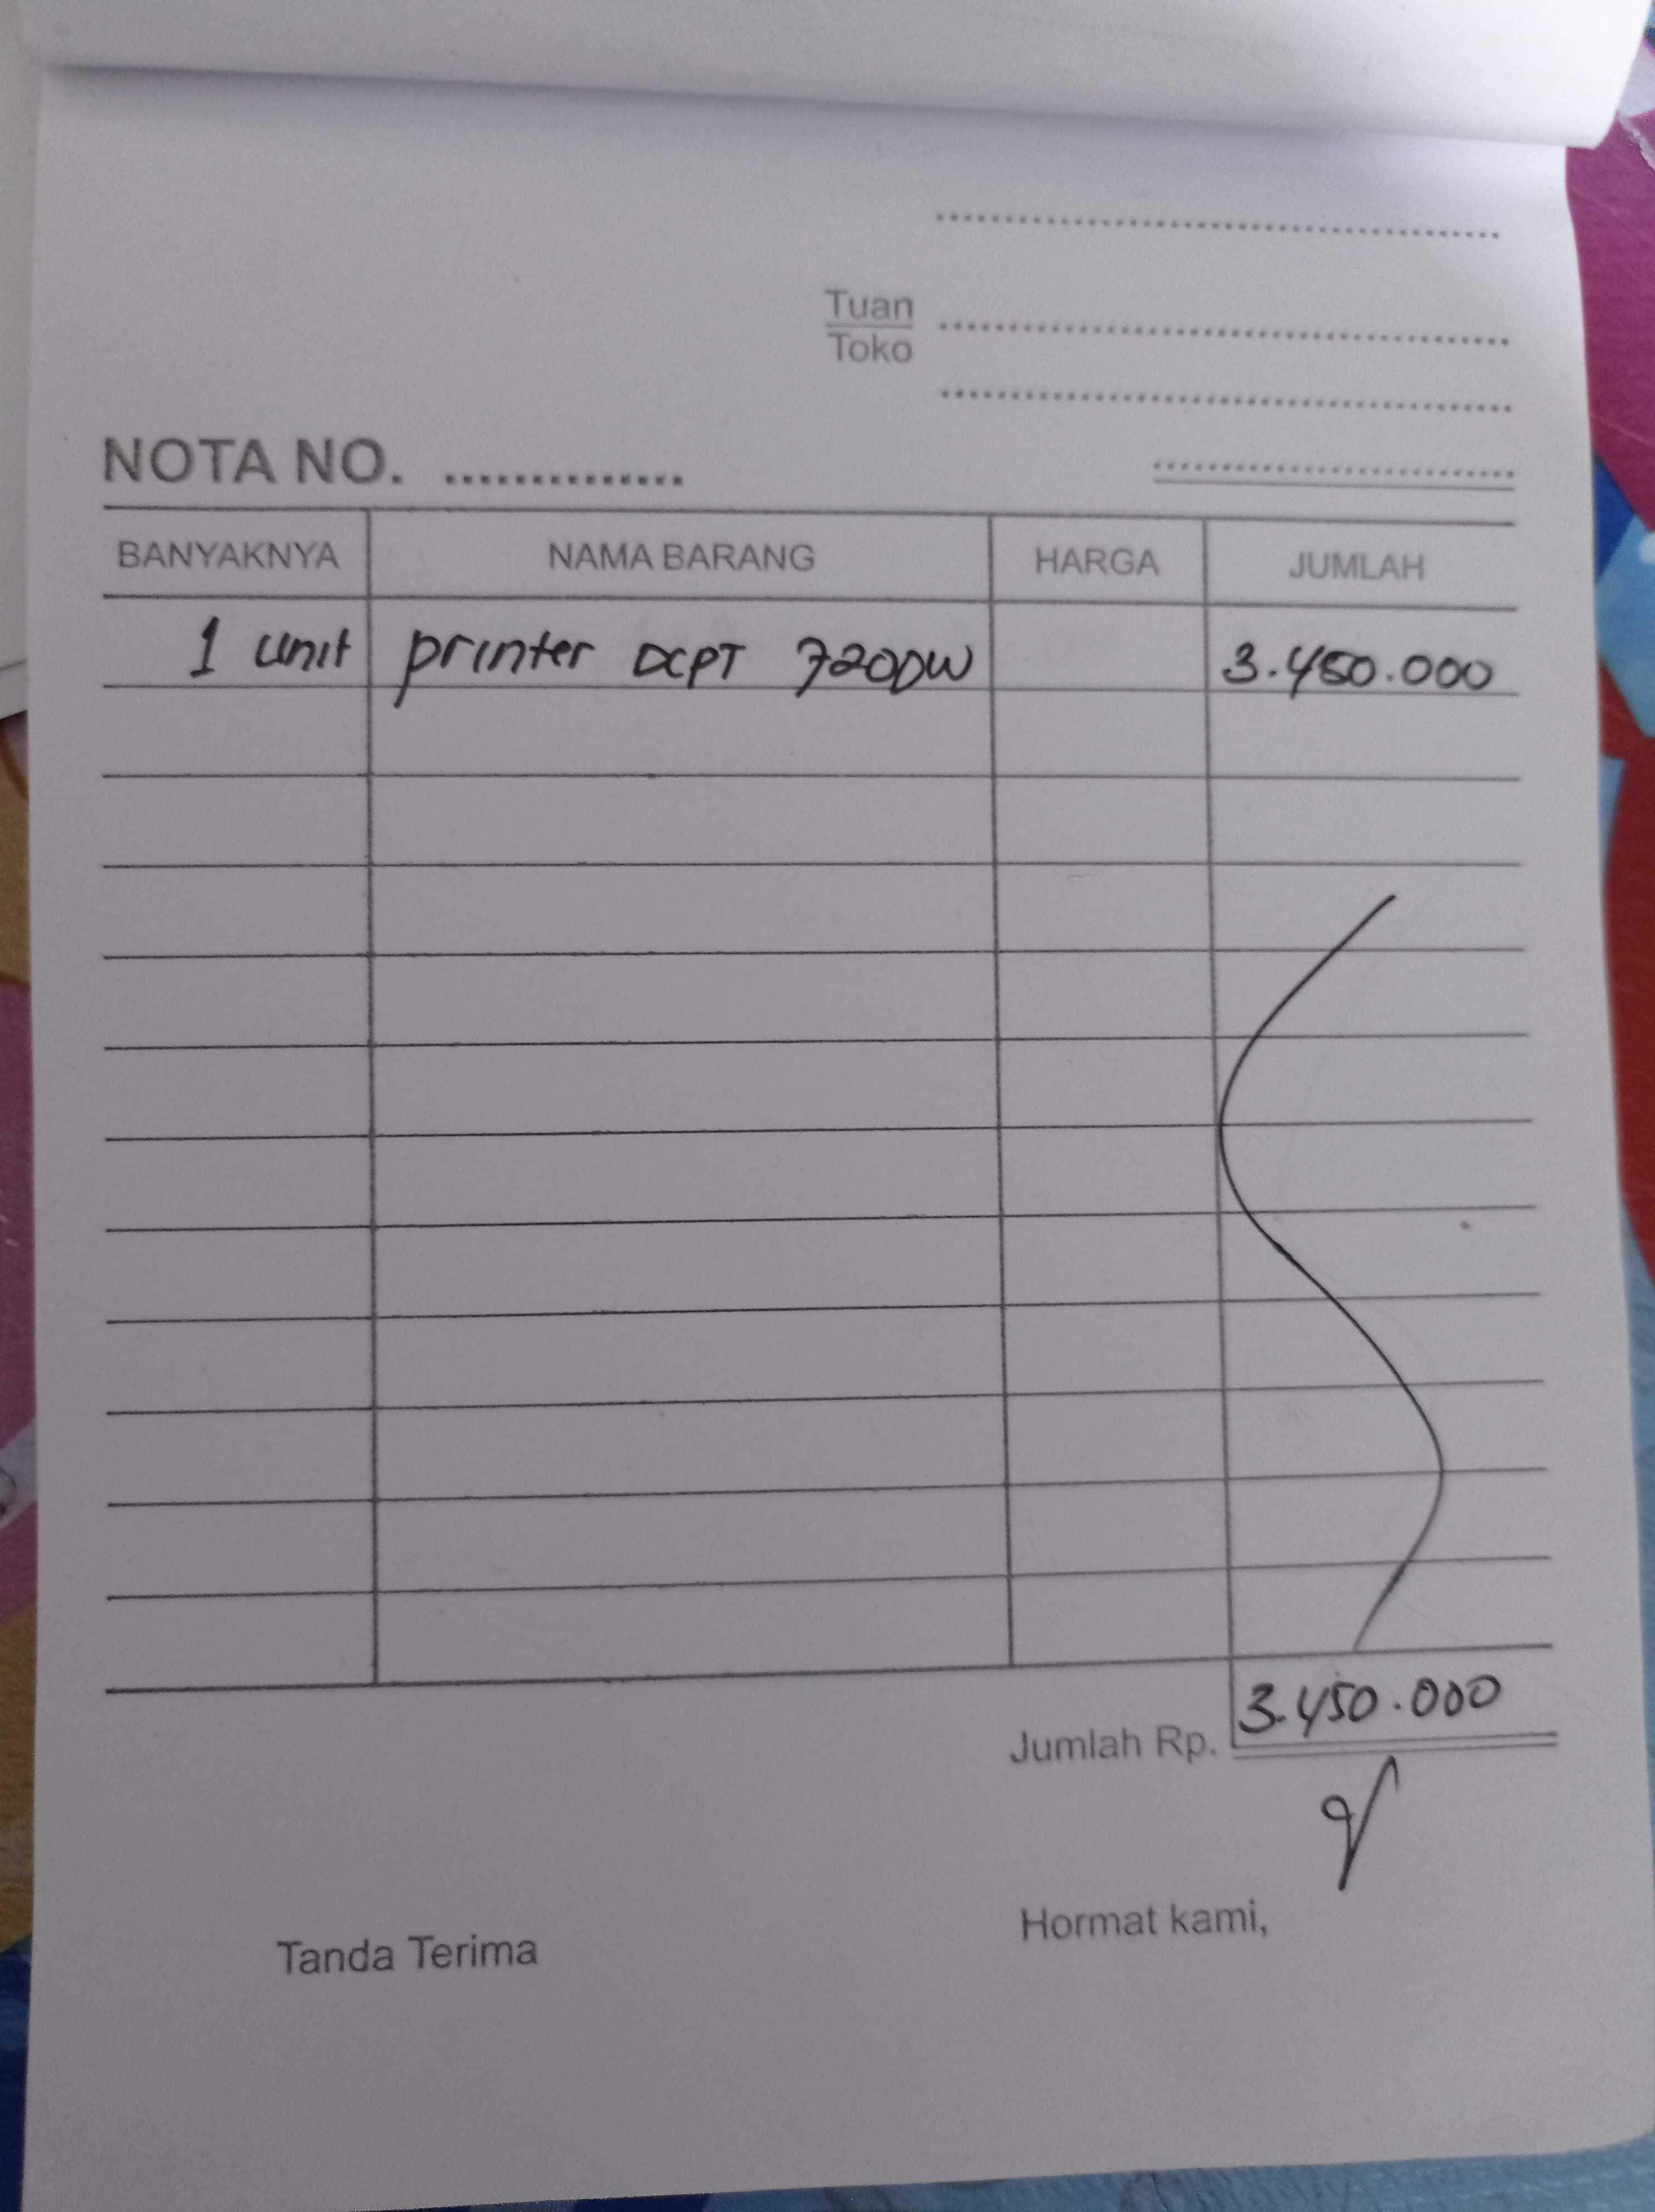 Tuan
Toko
NOTA NO. ..............
BANYAKNYA NAMA BARANG HARGA JUMLAH
1 unit printer DCPT 720DW 3.450.000
Jumlah Rp. 3.450.000
Hormat kami,
Tanda Terima